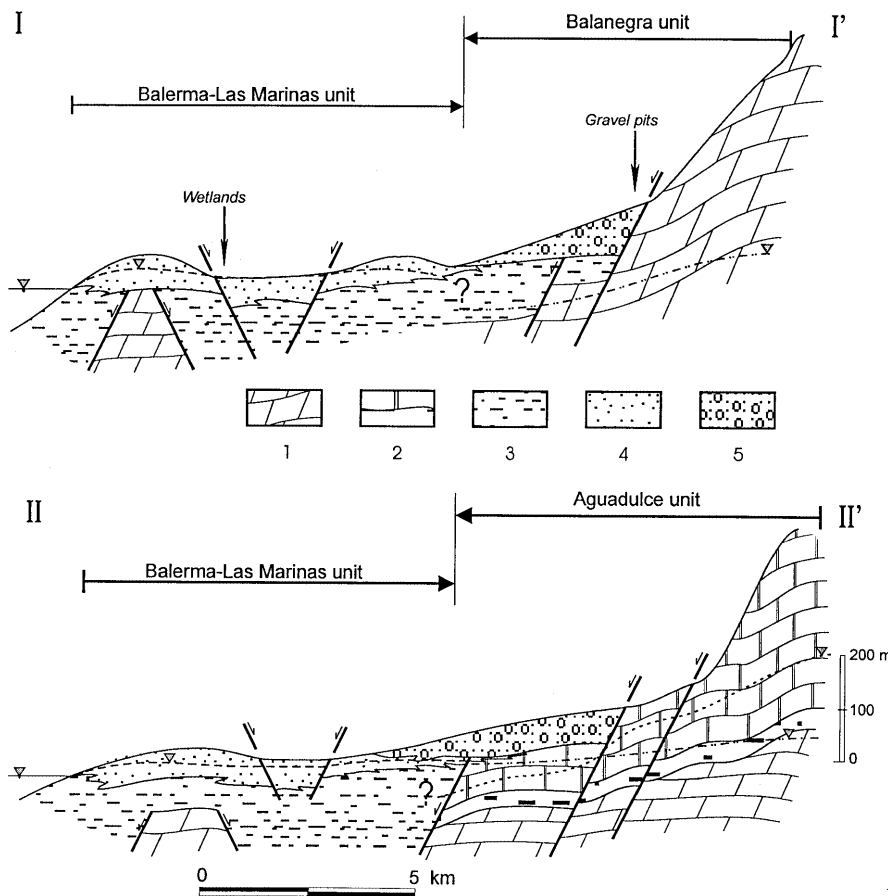 I
I'
Balanegra unit
Balerma-Las Marinas unit
Gravel pits
Wetlands
?
1 2 3 4 5
II
II'
Aguadulce unit
Balerma-Las Marinas unit
200 m
100
0
?
0 5 km